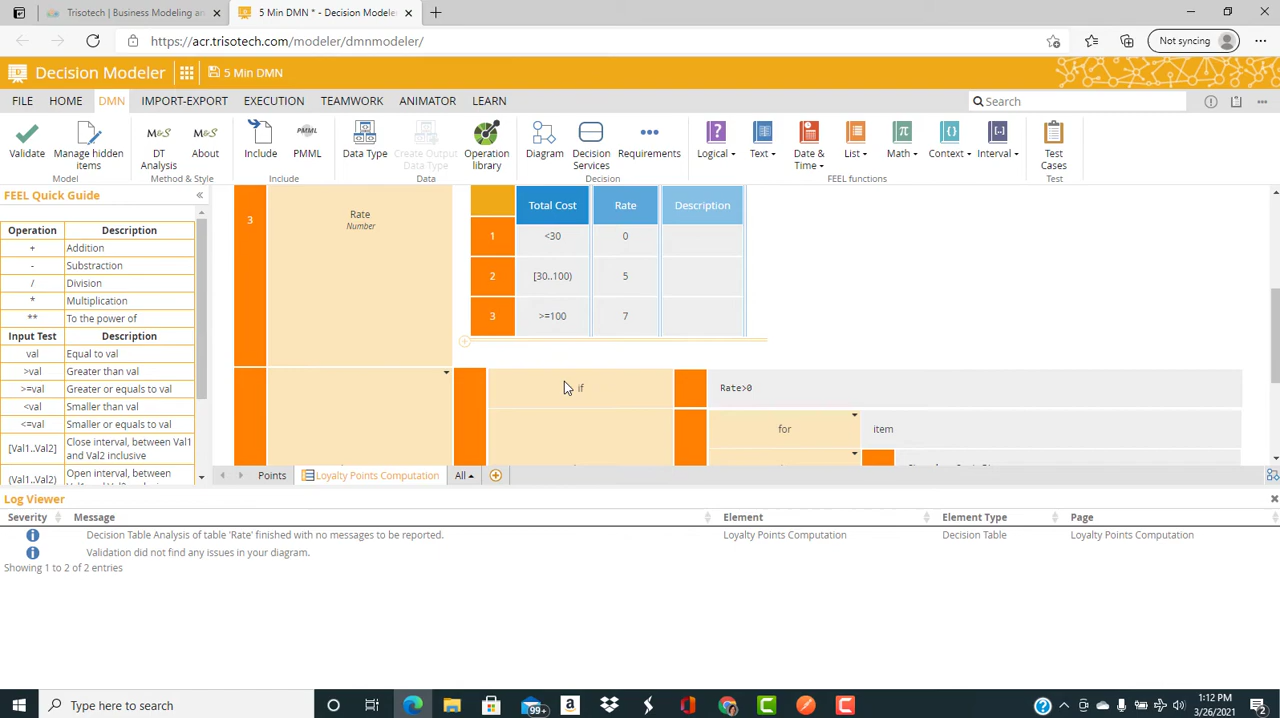 Trisotech | Business Modeling an
5 Min DMN * - Decision Modeler
https://acr.trisotech.com/modeler/dmnmodeler/
Not syncing
Decision Modeler
5 Min DMN
FILE HOME DMN IMPORT-EXPORT EXECUTION TEAMWORK ANIMATOR LEARN
Search
Validate
Manage hidden items
DT Analysis
About
Include
PMML
Data Type
Create Output Data Type
Operation library
Diagram
Decision Services
Requirements
Logical
Text
Date & Time
List
Math
Context
Interval
Test Cases
Model
Method & Style
Include
Data
Decision
FEEL functions
Test
FEEL Quick Guide
Operation Description
+ Addition
- Substraction
/ Division
* Multiplication
** To the power of
Input Test Description
val Equal to val
>val Greater than val
>=val Greater or equals to val
<val Smaller than val
<=val Smaller or equals to val
[Val1..Val2] Close interval, between Val1 and Val2 inclusive
(Val1..Val2) Open interval, between
3
Rate
Number
Total Cost Rate Description
1 <30 0
2 [30..100) 5
3 >=100 7
if Rate>0
for item
Points
Loyalty Points Computation
All
Log Viewer
Severity Message Element Element Type Page
Decision Table Analysis of table 'Rate' finished with no messages to be reported. Loyalty Points Computation Decision Table Loyalty Points Computation
Validation did not find any issues in your diagram.
Showing 1 to 2 of 2 entries
Type here to search
99+
1:12 PM
3/26/2021
2